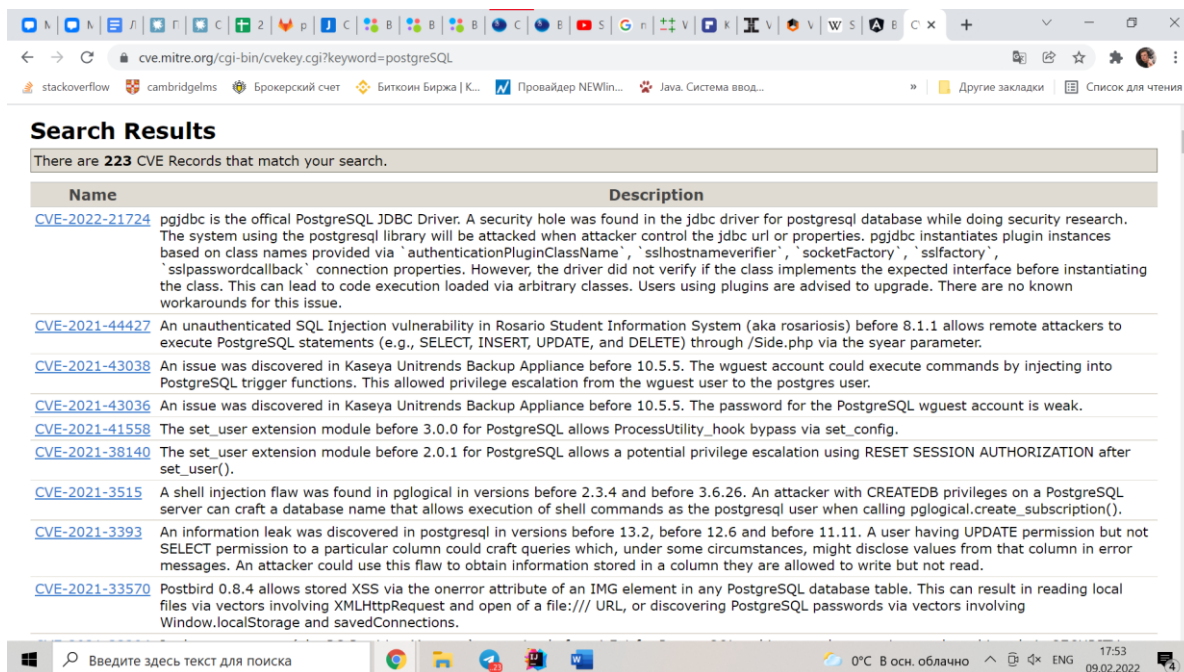 cve.mitre.org/cgi-bin/cvekey.cgi?keyword=postgreSQL
stackoverflow cambridgelms Брокерский счет Биткоин Биржа | К... Провайдер NEWlin... Java. Система ввод... » Другие закладки Список для чтения
Search Results
There are 223 CVE Records that match your search.
Name Description
CVE-2022-21724 pgjdbc is the offical PostgreSQL JDBC Driver. A security hole was found in the jdbc driver for postgresql database while doing security research.
The system using the postgresql library will be attacked when attacker control the jdbc url or properties. pgjdbc instantiates plugin instances
based on class names provided via `authenticationPluginClassName`, `sslhostnameverifier`, `socketFactory`, `sslfactory`,
`sslpasswordcallback` connection properties. However, the driver did not verify if the class implements the expected interface before instantiating
the class. This can lead to code execution loaded via arbitrary classes. Users using plugins are advised to upgrade. There are no known
workarounds for this issue.
CVE-2021-44427 An unauthenticated SQL Injection vulnerability in Rosario Student Information System (aka rosariosis) before 8.1.1 allows remote attackers to
execute PostgreSQL statements (e.g., SELECT, INSERT, UPDATE, and DELETE) through /Side.php via the syear parameter.
CVE-2021-43038 An issue was discovered in Kaseya Unitrends Backup Appliance before 10.5.5. The wguest account could execute commands by injecting into
PostgreSQL trigger functions. This allowed privilege escalation from the wguest user to the postgres user.
CVE-2021-43036 An issue was discovered in Kaseya Unitrends Backup Appliance before 10.5.5. The password for the PostgreSQL wguest account is weak.
CVE-2021-41558 The set_user extension module before 3.0.0 for PostgreSQL allows ProcessUtility_hook bypass via set_config.
CVE-2021-38140 The set_user extension module before 2.0.1 for PostgreSQL allows a potential privilege escalation using RESET SESSION AUTHORIZATION after
set_user().
CVE-2021-3515 A shell injection flaw was found in pglogical in versions before 2.3.4 and before 3.6.26. An attacker with CREATEDB privileges on a PostgreSQL
server can craft a database name that allows execution of shell commands as the postgresql user when calling pglogical.create_subscription().
CVE-2021-3393 An information leak was discovered in postgresql in versions before 13.2, before 12.6 and before 11.11. A user having UPDATE permission but not
SELECT permission to a particular column could craft queries which, under some circumstances, might disclose values from that column in error
messages. An attacker could use this flaw to obtain information stored in a column they are allowed to write but not read.
CVE-2021-33570 Postbird 0.8.4 allows stored XSS via the onerror attribute of an IMG element in any PostgreSQL database table. This can result in reading local
files via vectors involving XMLHttpRequest and open of a file:/// URL, or discovering PostgreSQL passwords via vectors involving
Window.localStorage and savedConnections.
Введите здесь текст для поиска 0°C В осн. облачно ENG 17:53
09.02.2022